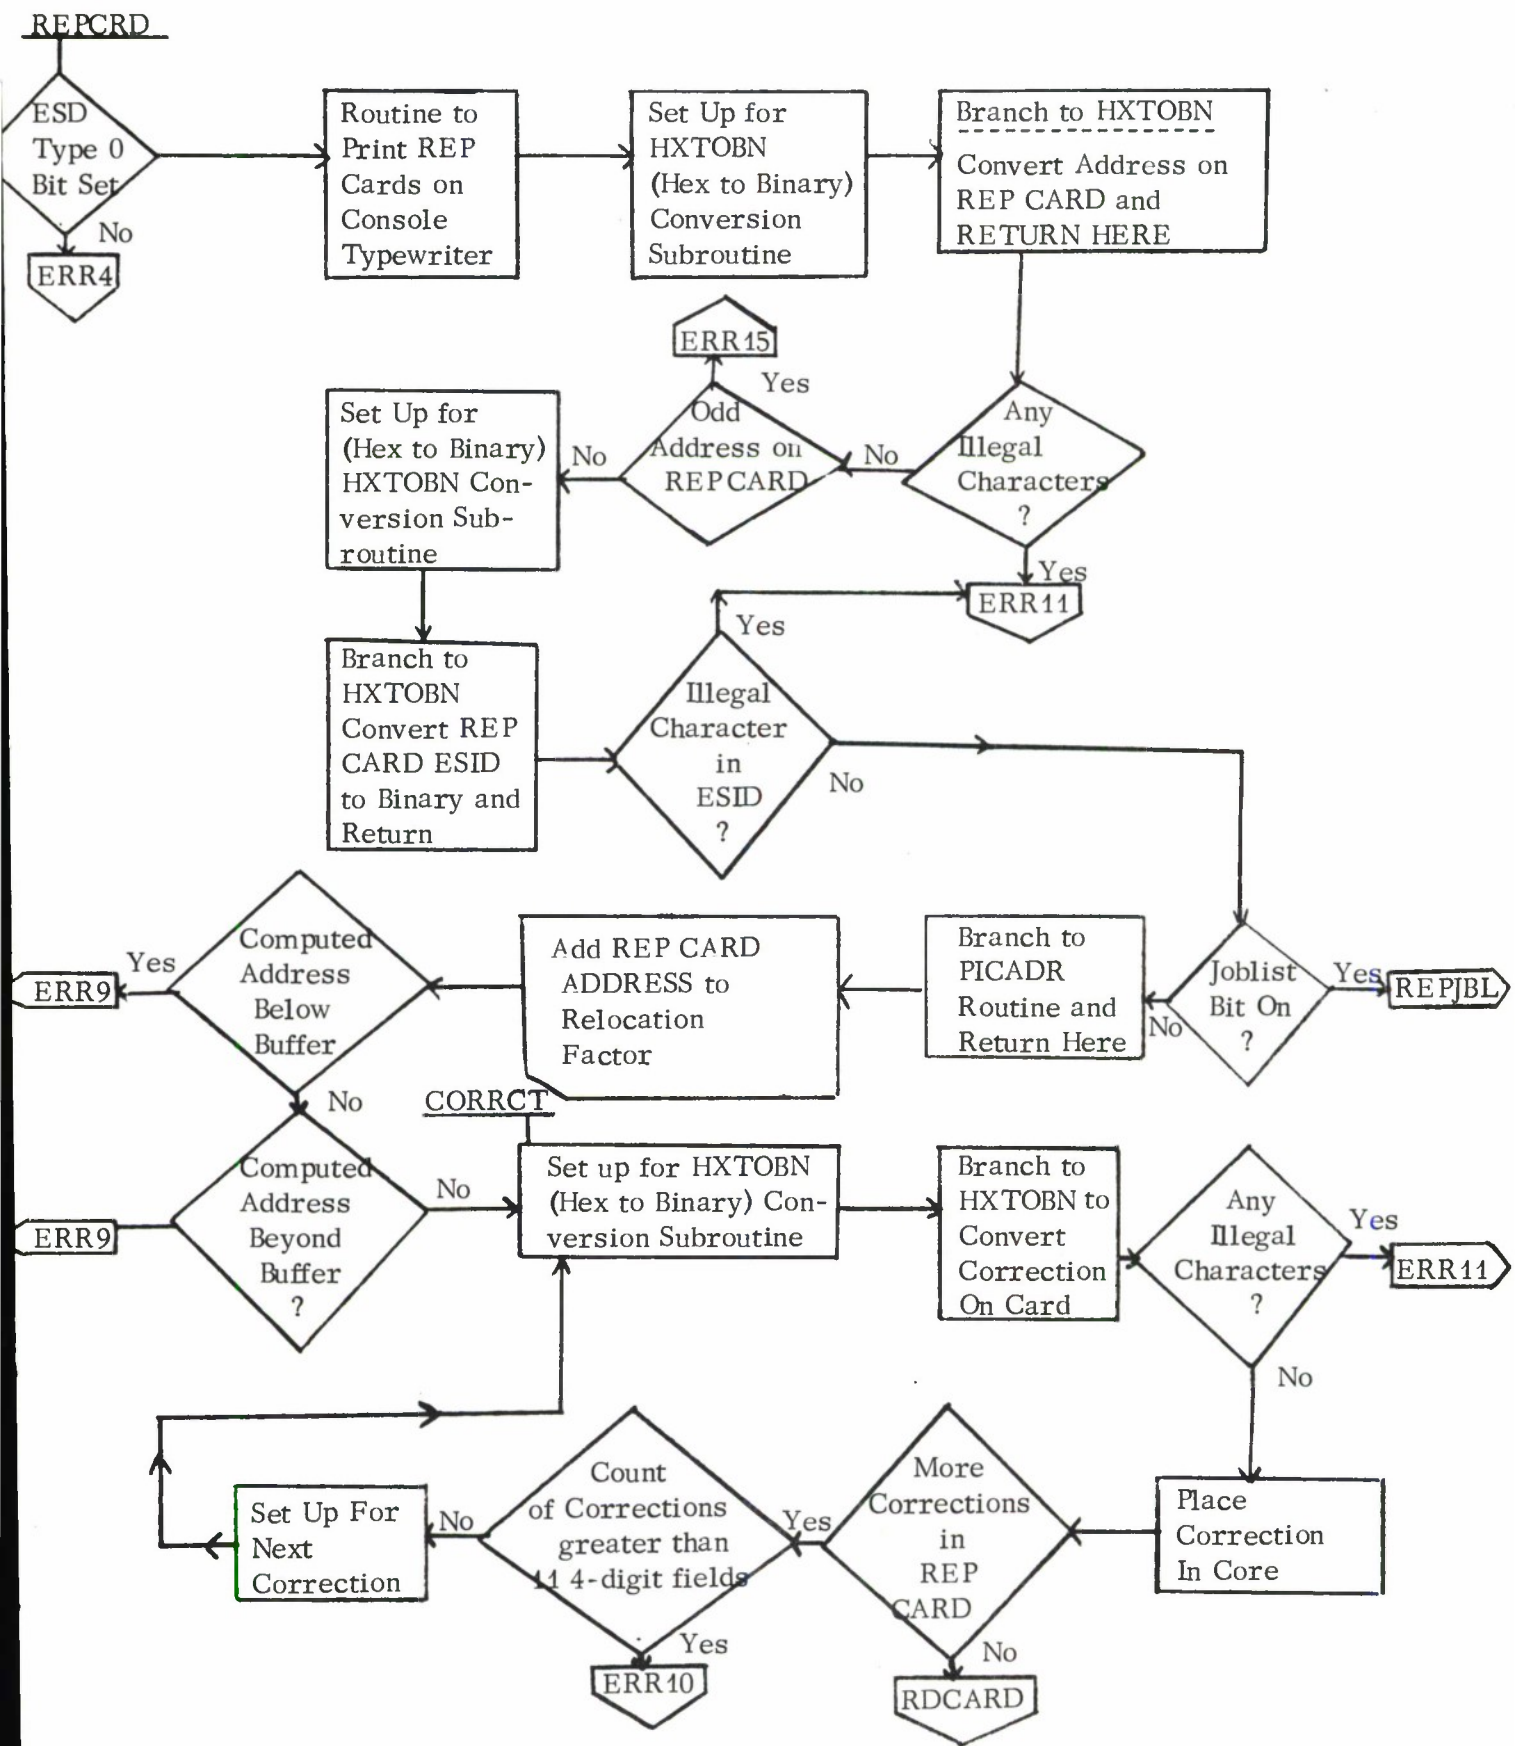 REPCRD
ESD
Type 0
Bit Set
No
ERR4
Routine to
Print REP
Cards on
Console
Typewriter
Set Up for
HXTOBN
(Hex to Binary)
Conversion
Subroutine
Branch to HXTOBN
Convert Address on
REP CARD and
RETURN HERE
Any
Illegal
Characters
?
Yes
ERR11
No
Odd
Address on
REP CARD
Yes
ERR15
No
Set Up for
(Hex to Binary)
HXTOBN Con-
version Sub-
routine
Branch to
HXTOBN
Convert REP
CARD ESID
to Binary and
Return
Illegal
Character
in
ESID
?
Yes
No
Joblist
Bit On
?
Yes
REPJBL
No
Branch to
PICADR
Routine and
Return Here
Add REP CARD
ADDRESS to
Relocation
Factor
Computed
Address
Below
Buffer
Yes
ERR9
No
Computed
Address
Beyond
Buffer
?
ERR9
No
CORRCT
Set up for HXTOBN
(Hex to Binary) Con-
version Subroutine
Branch to
HXTOBN to
Convert
Correction
On Card
Any
Illegal
Characters
?
Yes
ERR11
No
Place
Correction
In Core
More
Corrections
in
REP
CARD
No
RDCARD
Yes
Count
of Corrections
greater than
11 4-digit fields
Yes
ERR10
No
Set Up For
Next
Correction